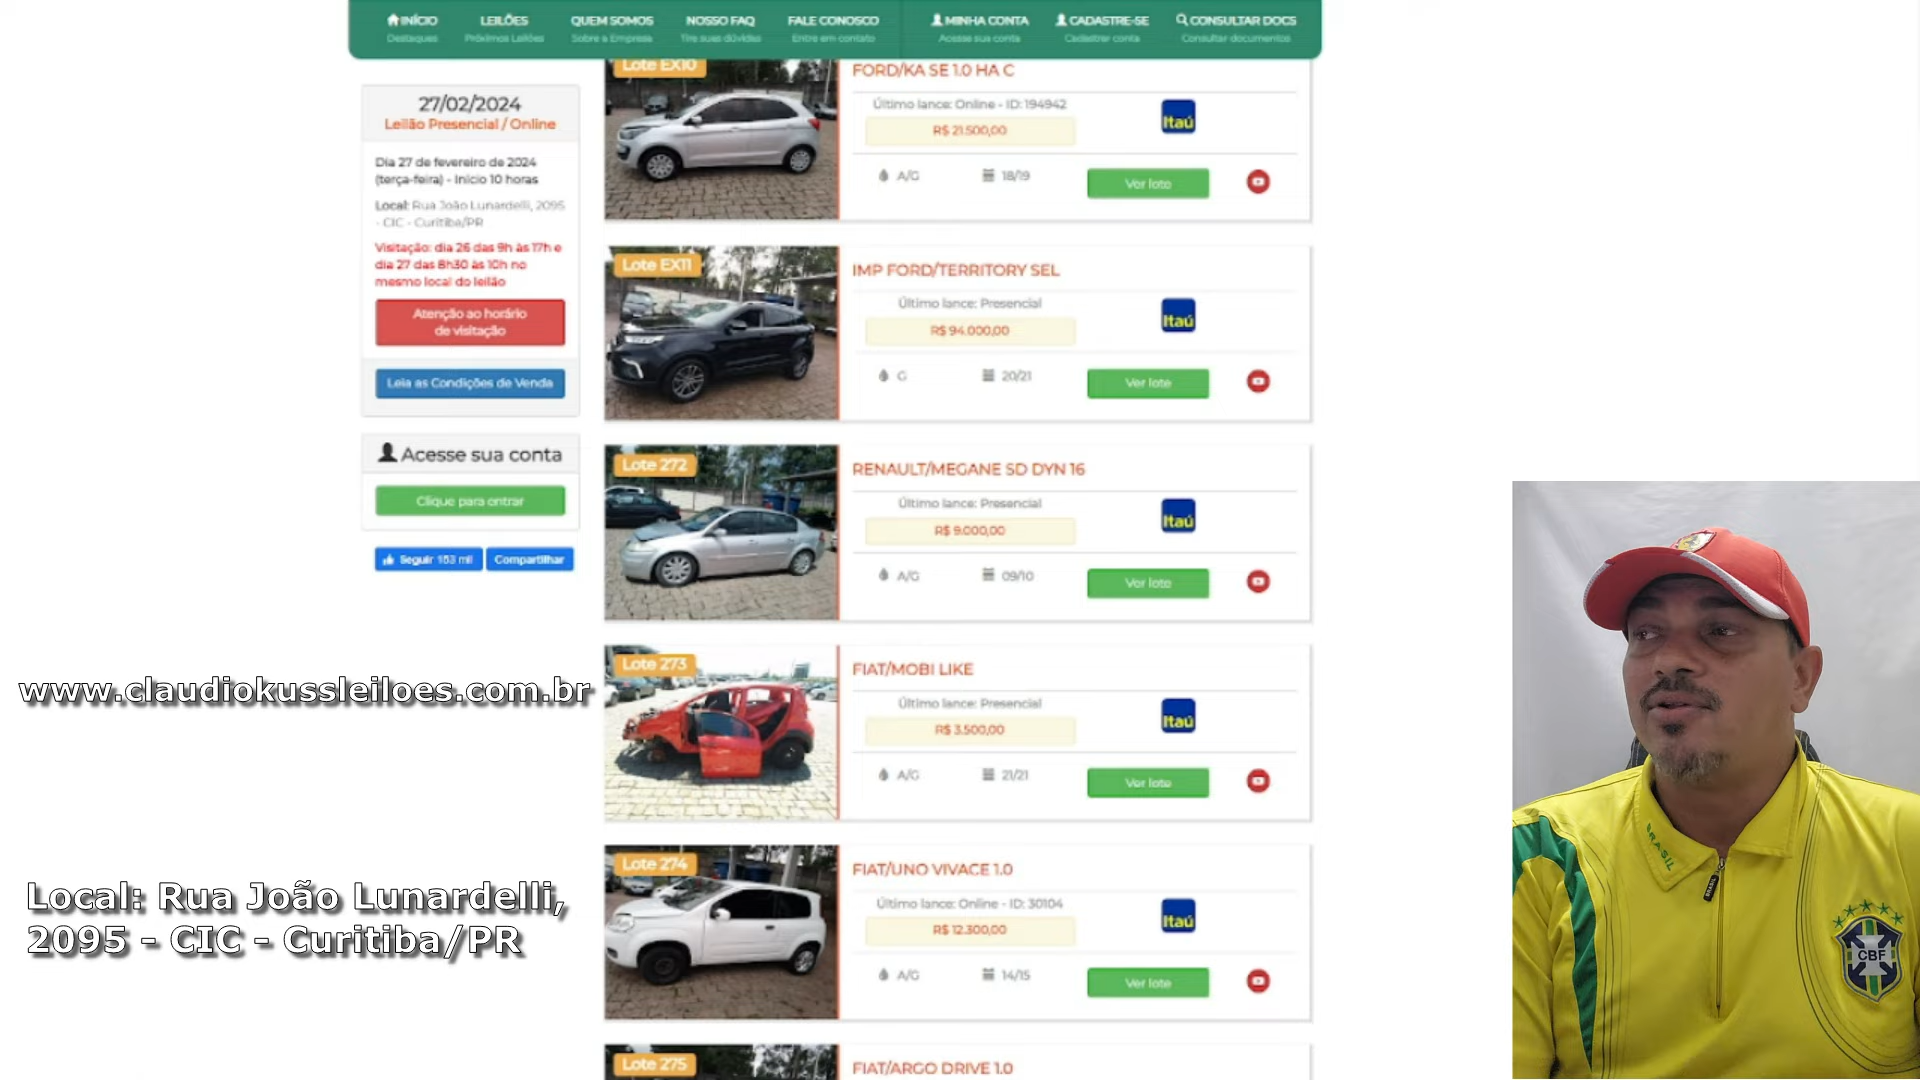 INÍCIO
Destaques
LEILÕES
Próximos Leilões
QUEM SOMOS
Sobre a Empresa
NOSSO FAQ
Tire suas dúvidas
FALE CONOSCO
Entre em contato
MINHA CONTA
Acesse sua conta
CADASTRE-SE
Cadastrar conta
CONSULTAR DOCS
Consultar documentos
27/02/2024
Leilão Presencial / Online
Dia 27 de fevereiro de 2024
(terça-feira) - Início 10 horas
Local: Rua João Lunardelli, 2095
- CIC - Curitiba/PR
Visitação: dia 26 das 9h às 17h e
dia 27 das 8h30 às 10h no
mesmo local do leilão
Atenção ao horário
de visitação
Leia as Condições de Venda
Acesse sua conta
Clique para entrar
Seguir 153 mil
Compartilhar
www.claudiokussleiloes.com.br
Local: Rua João Lunardelli,
2095 - CIC - Curitiba/PR
Lote EX10
FORD/KA SE 1.0 HA C
Último lance: Online - ID: 194942
R$ 21.500,00
Itaú
A/G
18/19
Ver lote
Lote EX11
IMP FORD/TERRITORY SEL
Último lance: Presencial
R$ 94.000,00
Itaú
G
20/21
Ver lote
Lote 272
RENAULT/MEGANE SD DYN 16
Último lance: Presencial
R$ 9.000,00
Itaú
A/G
09/10
Ver lote
Lote 273
FIAT/MOBI LIKE
Último lance: Presencial
R$ 3.500,00
Itaú
A/G
21/21
Ver lote
Lote 274
FIAT/UNO VIVACE 1.0
Último lance: Online - ID: 30104
R$ 12.300,00
Itaú
A/G
14/15
Ver lote
Lote 275
FIAT/ARGO DRIVE 1.0
BRASIL
BRASIL
CBF